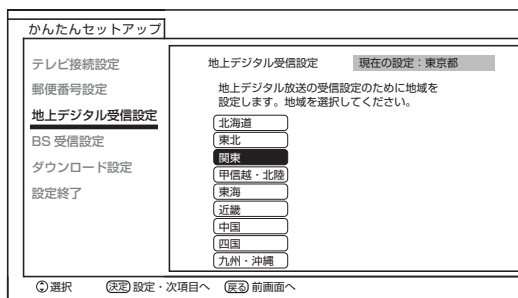 かんたんセットアップ
テレビ接続設定
郵便番号設定
地上デジタル受信設定
BS 受信設定
ダウンロード設定
設定終了
地上デジタル受信設定 現在の設定：東京都
地上デジタル放送の受信設定のために地域を
設定します。地域を選択してください。
北海道
東北
関東
甲信越・北陸
東海
近畿
中国
四国
九州・沖縄
選択 決定 設定・次項目へ 戻る 前画面へ